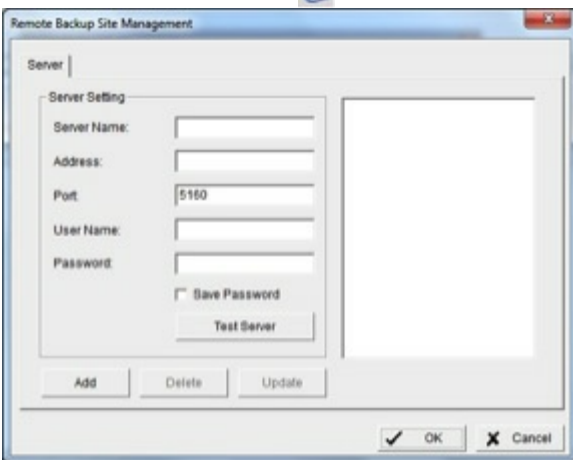 Remote Backup Site Management
Server
Server Setting
Server Name:
Address:
Port
5160
User Name:
Password:
Save Password
Test Server
Add Delete Update
OK Cancel